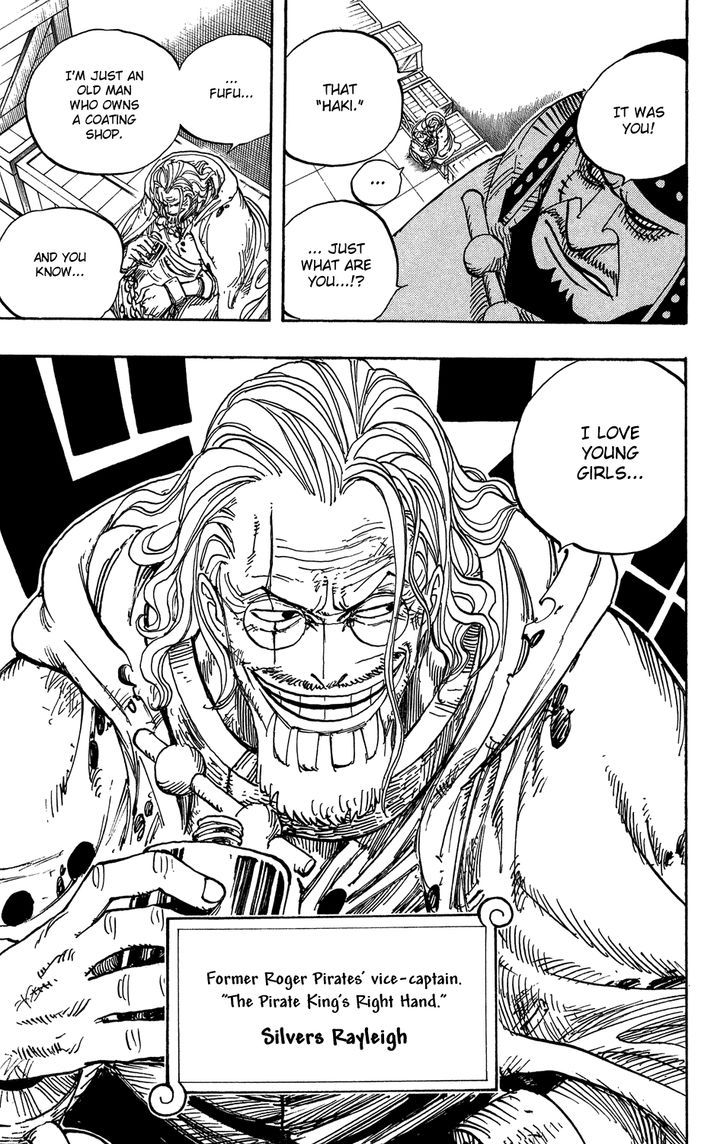 IT WAS
YOU!
THAT
"HAKI."
...
... JUST
WHAT ARE
YOU...!?
...
FUFU...
I'M JUST AN
OLD MAN
WHO OWNS
A COATING
SHOP.
AND YOU
KNOW...
I LOVE
YOUNG
GIRLS...
Former Roger Pirates' vice-captain.
"The Pirate King's Right Hand."
Silvers Rayleigh